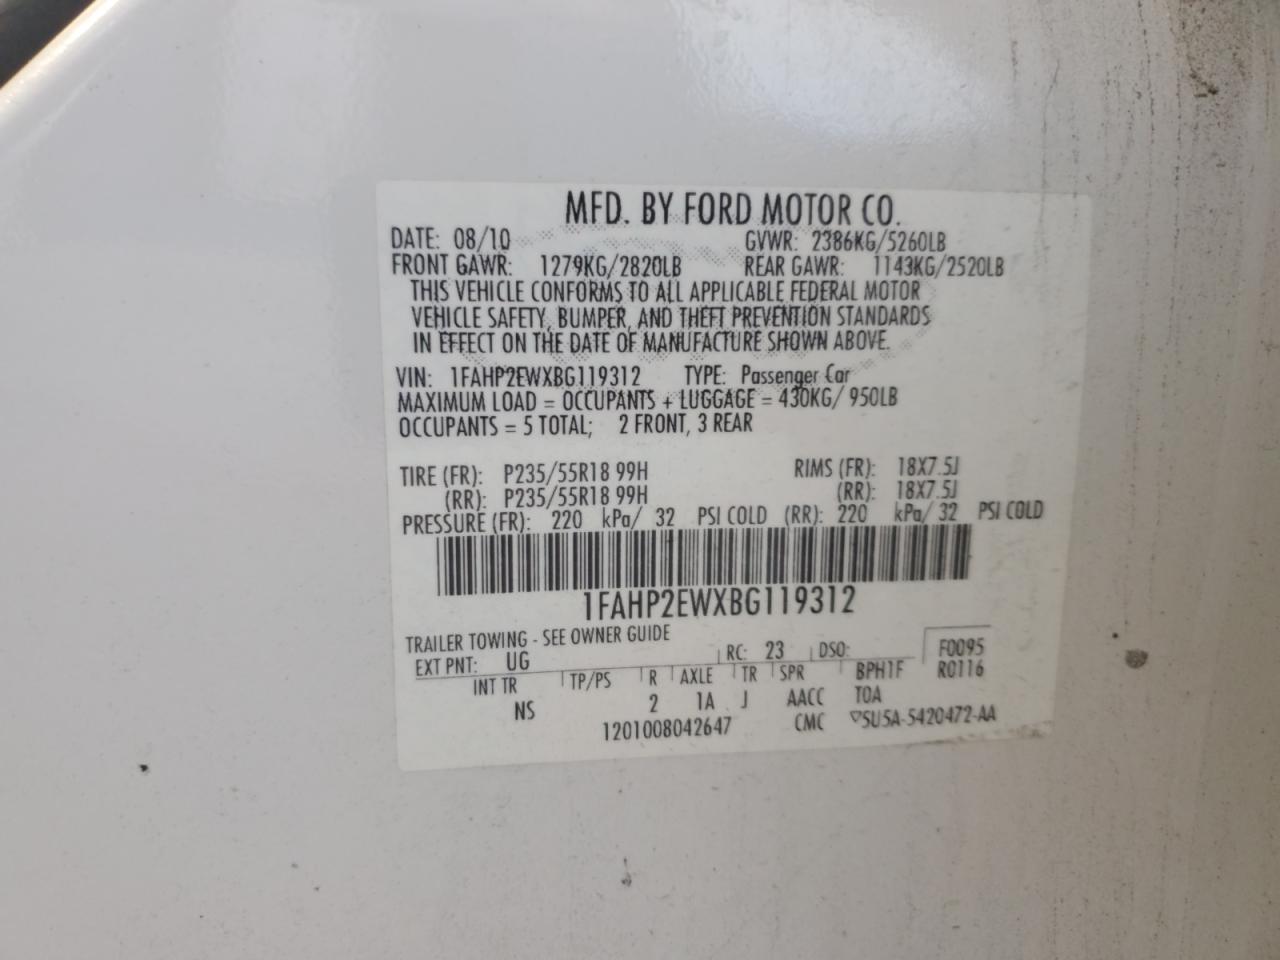 MFD. BY FORD MOTOR CO.
DATE: 08/10 GVWR: 2386KG/5260LB
FRONT GAWR: 1279KG/2820LB REAR GAWR: 1143KG/2520LB
THIS VEHICLE CONFORMS TO ALL APPLICABLE FEDERAL MOTOR
VEHICLE SAFETY, BUMPER, AND THEFT PREVENTION STANDARDS
IN EFFECT ON THE DATE OF MANUFACTURE SHOWN ABOVE.
VIN: 1FAHP2EWXBG119312 TYPE: Passenger Car
MAXIMUM LOAD = OCCUPANTS + LUGGAGE = 430KG/ 950LB
OCCUPANTS = 5 TOTAL; 2 FRONT, 3 REAR
TIRE (FR): P235/55R18 99H RIMS (FR): 18X7.5J
(RR): P235/55R18 99H (RR): 18X7.5J
PRESSURE (FR): 220 kPa/ 32 PSI COLD (RR): 220 kPa/ 32 PSI COLD
1FAHP2EWXBG119312
TRAILER TOWING - SEE OWNER GUIDE
EXT PNT: UG RC: 23 DSO: F0095
INT TR TP/PS R AXLE TR SPR BPH1F R0116
NS 2 1A J AACC TOA
1201008042647 CMC ▽5U5A-5420472-AA